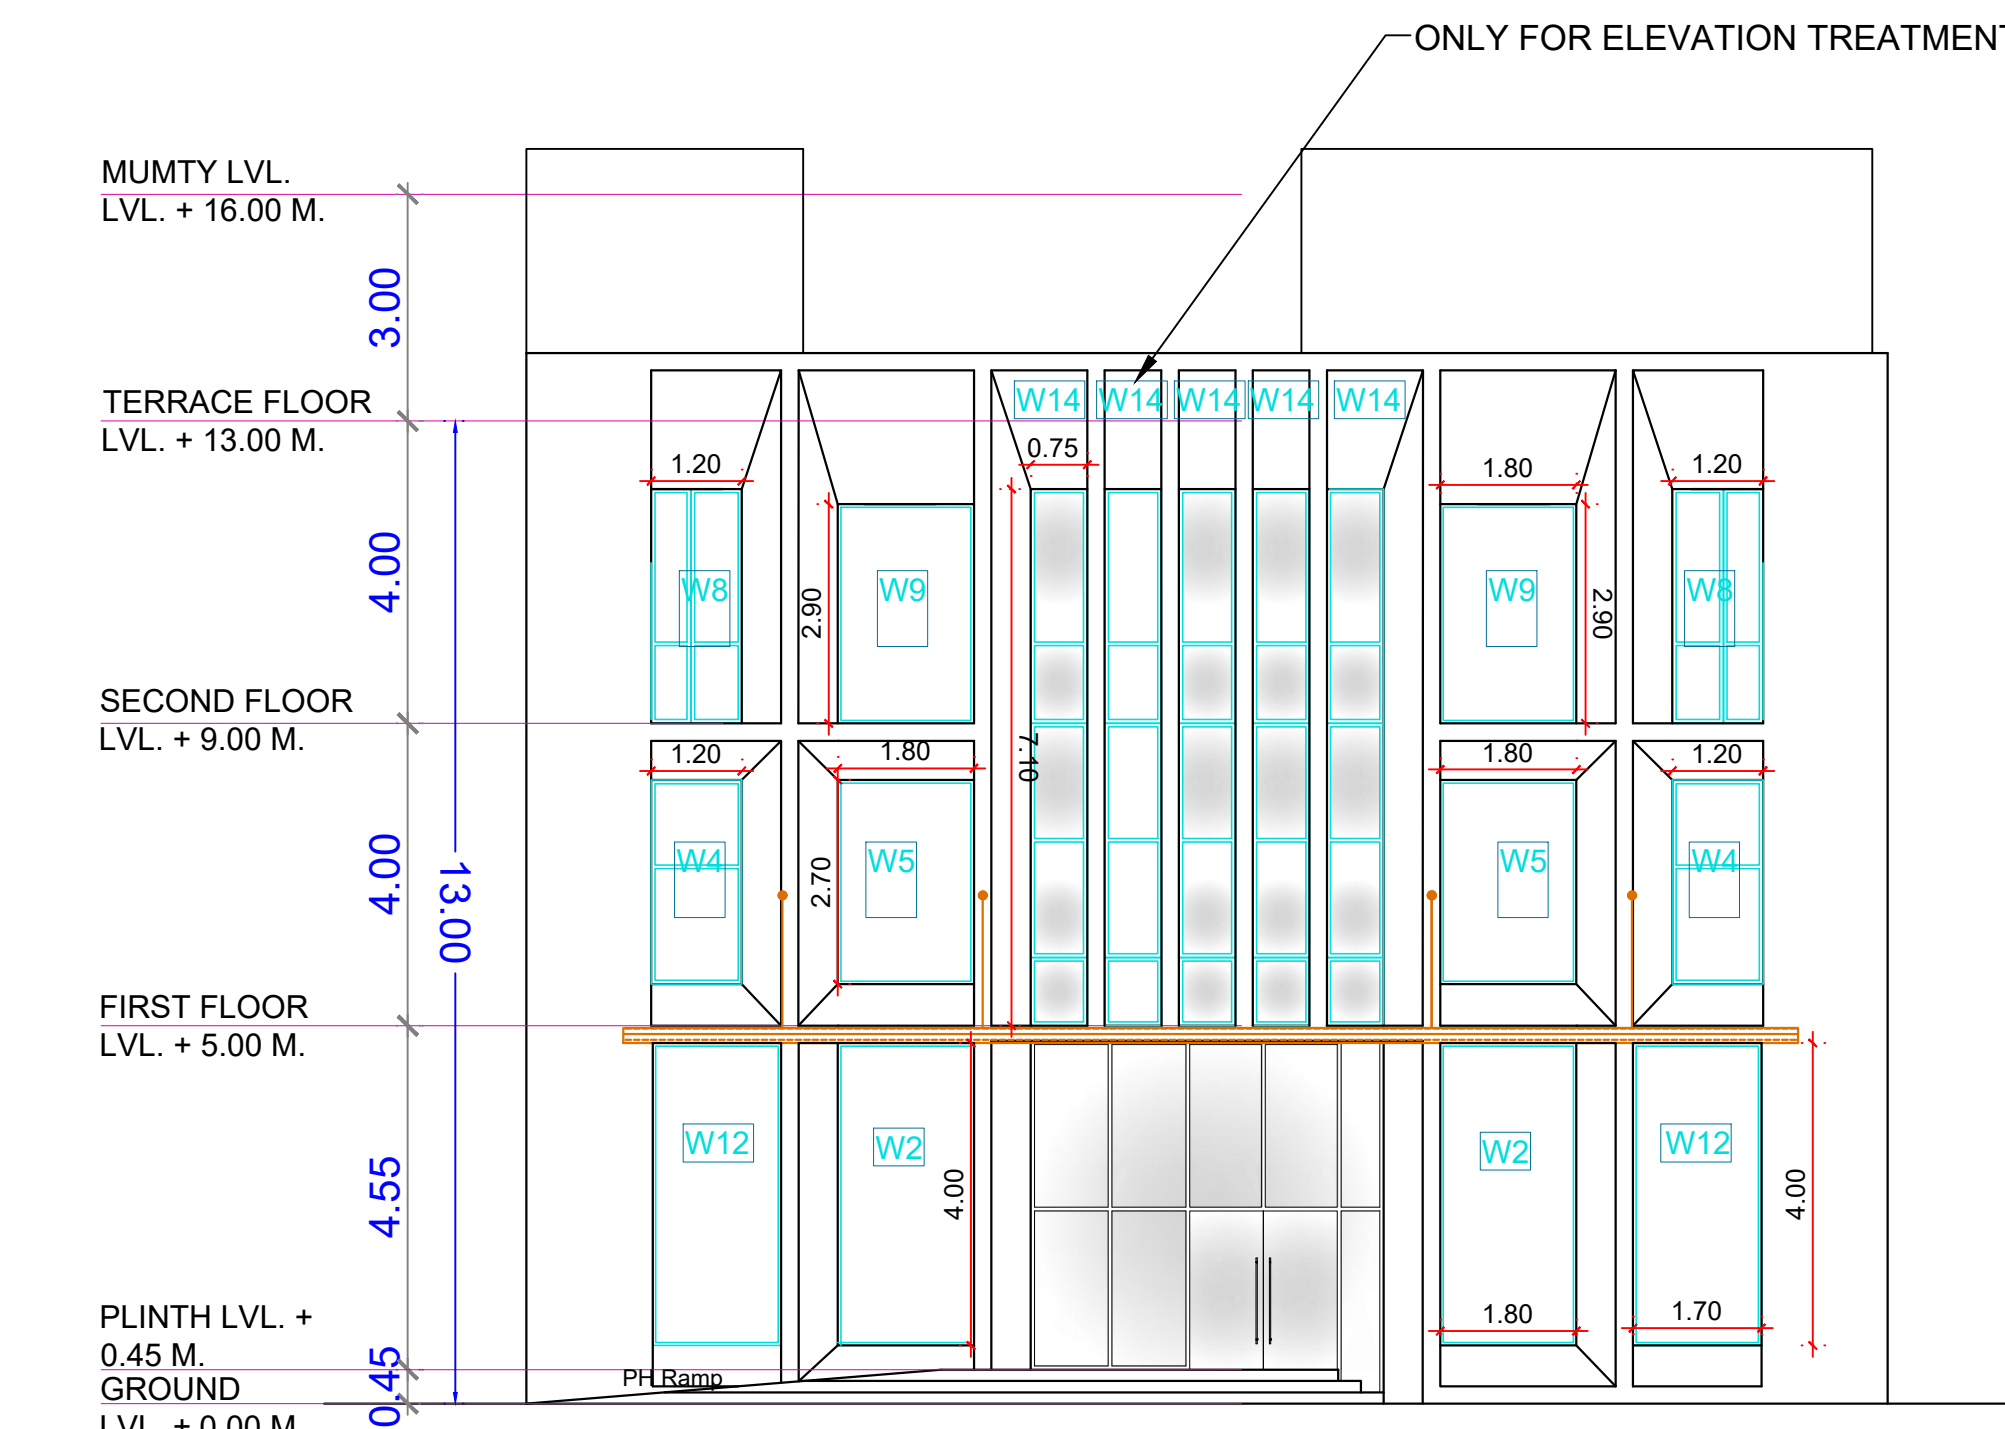 ONLY FOR ELEVATION TREATMENT
MUMTY LVL.
LVL. + 16.00 M.
3.00
TERRACE FLOOR
LVL. + 13.00 M.
W14 W14 W14 W14 W14
1.20 0.75 1.80 1.20
4.00
W8 2.90 W9 W9 2.90 W8
SECOND FLOOR
LVL. + 9.00 M.
1.20 1.80 7.10 1.80 1.20
4.00
13.00
W4 2.70 W5 W5 W4
FIRST FLOOR
LVL. + 5.00 M.
W12 W2 W2 W12
4.55 4.00 4.00
1.80 1.70
PLINTH LVL. +
0.45 M.
0.45
PH Ramp
GROUND
LVL. + 0.00 M.